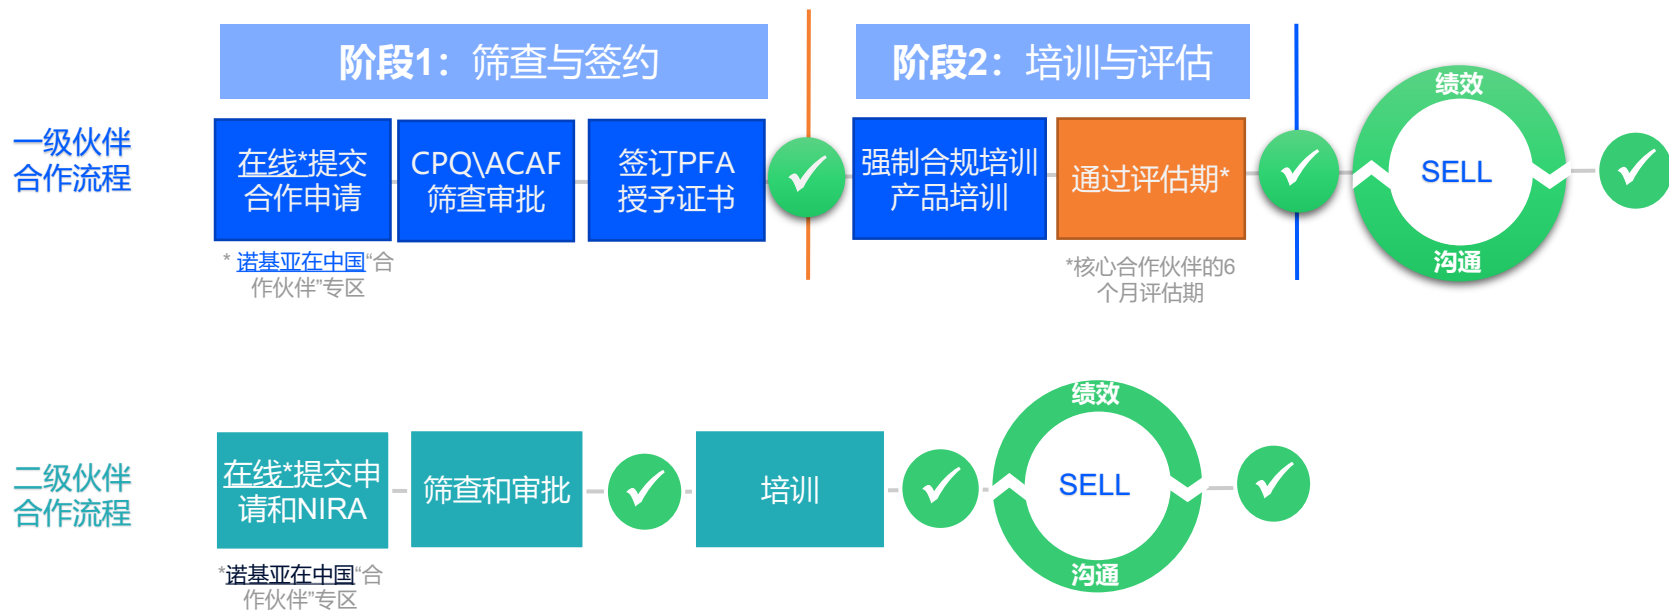 阶段1：筛查与签约
阶段2：培训与评估
一级伙伴
合作流程
在线*提交
合作申请
CPQ\ACAF
筛查审批
签订PFA
授予证书
强制合规培训
产品培训
通过评估期*
绩效
SELL
沟通
* 诺基亚在中国“合
作伙伴”专区
*核心合作伙伴的6
个月评估期
二级伙伴
合作流程
在线*提交申
请和NIRA
筛查和审批
培训
绩效
SELL
沟通
*诺基亚在中国“合
作伙伴”专区